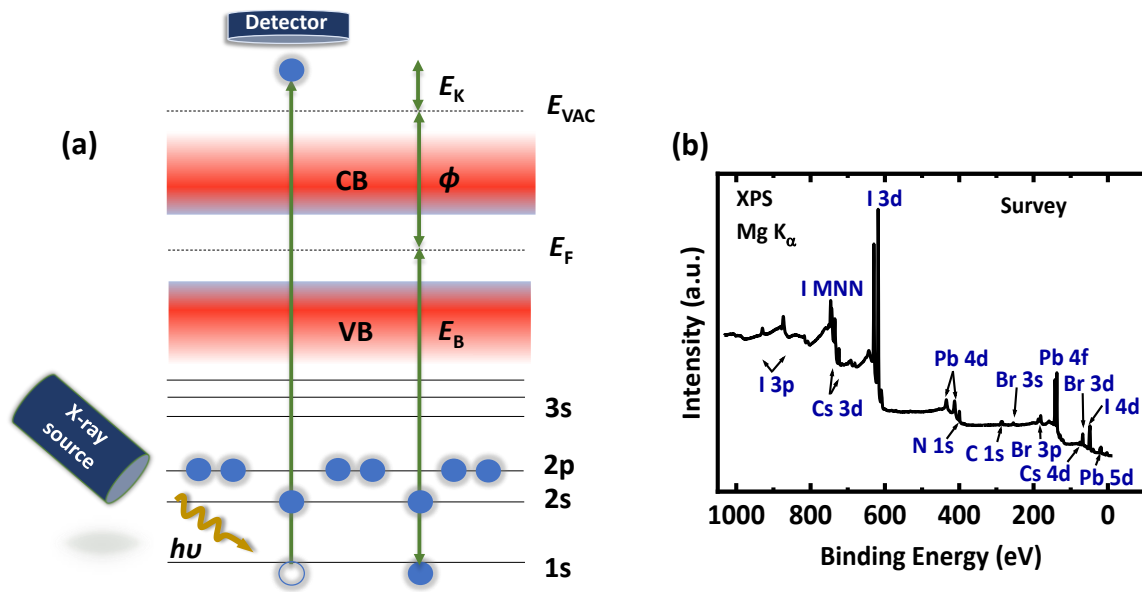 (a)
Detector
E_K
E_VAC
CB
ϕ
E_F
VB
E_B
3s
X-ray
source
2p
2s
hυ
1s
(b)
XPS
Mg K_α
I 3d
Survey
I MNN
I 3p
Cs 3d
Pb 4d
N 1s
C 1s
Br 3s
Br 3p
Pb 4f
Br 3d
I 4d
Cs 4d
Pb 5d
Intensity (a.u.)
1000 800 600 400 200 0
Binding Energy (eV)